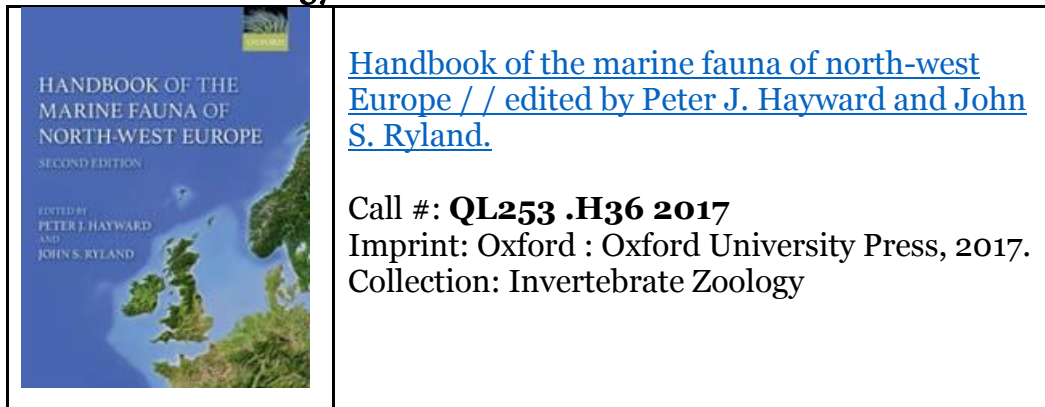 OXFORD
HANDBOOK OF THE
MARINE FAUNA OF
NORTH-WEST EUROPE
SECOND EDITION
EDITED BY
PETER J. HAYWARD
AND
JOHN S. RYLAND
Handbook of the marine fauna of north-west
Europe / / edited by Peter J. Hayward and John
S. Ryland.
Call #: QL253 .H36 2017
Imprint: Oxford : Oxford University Press, 2017.
Collection: Invertebrate Zoology